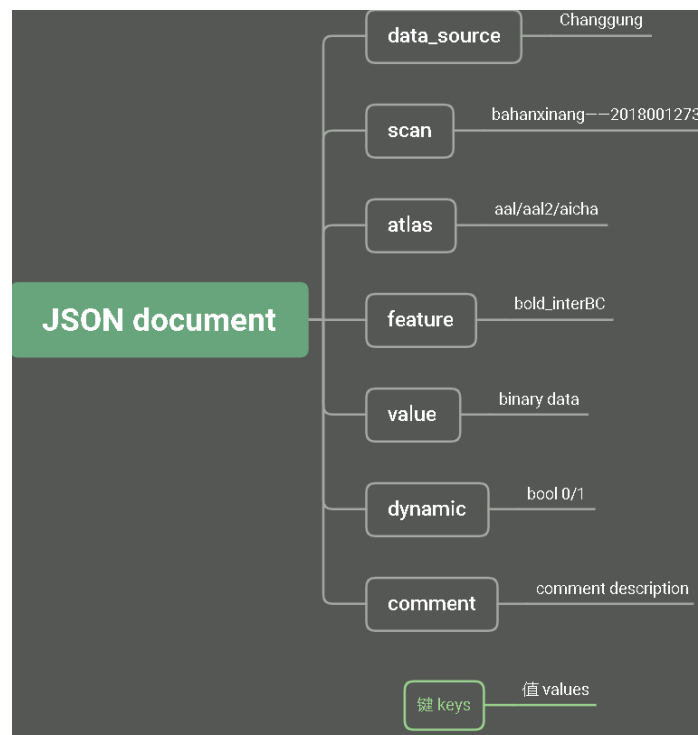 data_source
Changgung
scan
bahanxinang——2018001273
atlas
aal/aal2/aicha
JSON document
feature
bold_interBC
value
binary data
dynamic
bool 0/1
comment
comment description
键 keys
值 values